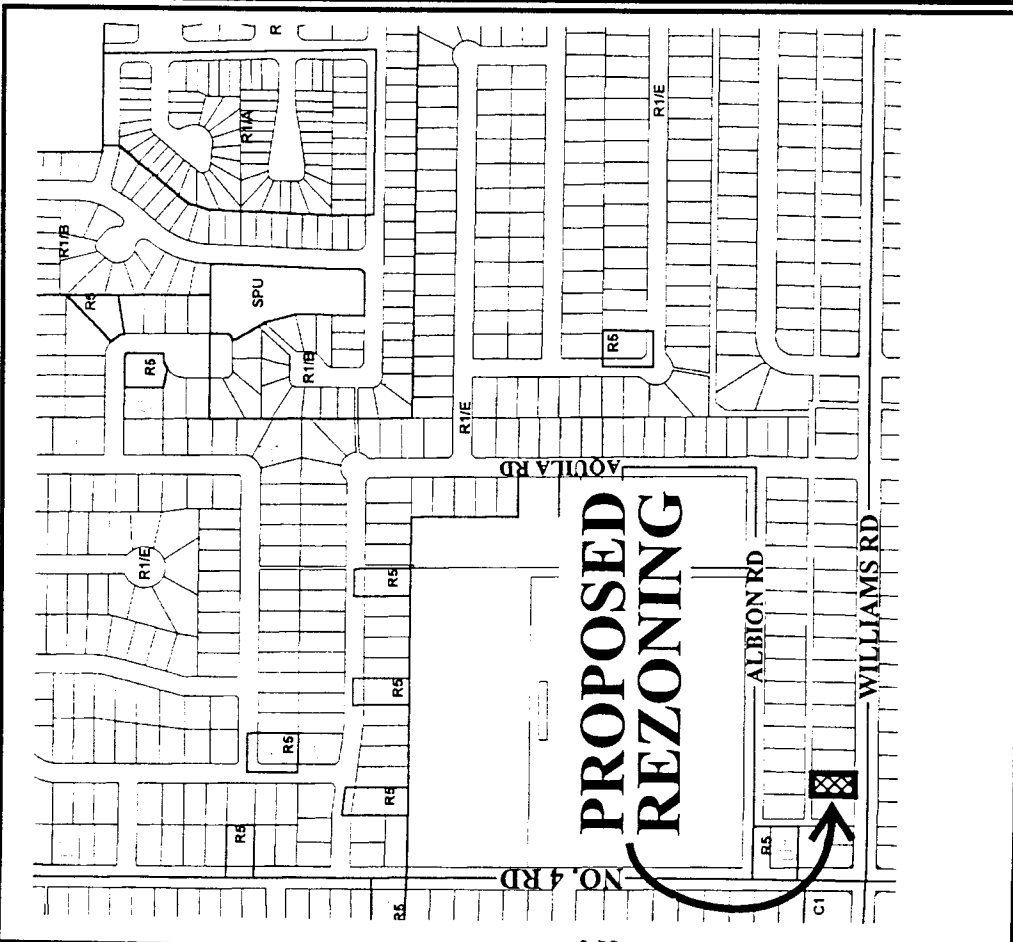 R
R1/A
R1/E
R1/B
SPU
R5
R5
R1/B
R5
R1/E
AQUILA RD
R1/E
PROPOSED
REZONING
ALBION RD
WILLIAMS RD
R5
R5
R5
R5
R5
R5
NO. 4 RD
R5
C1